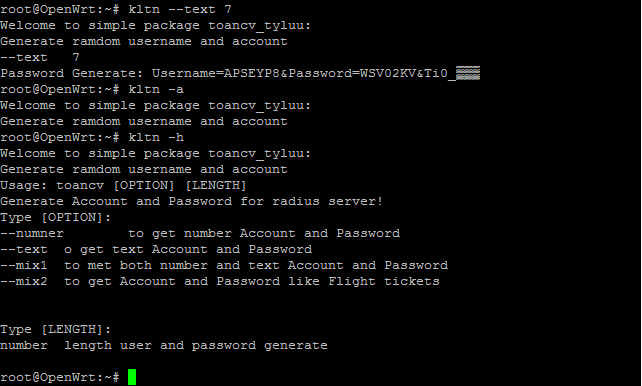 root@OpenWrt:~# kltn --text 7
Welcome to simple package toancv_tyluu:
Generate ramdom username and account
--text   7
Password Generate: Username=APSEYP8&Password=WSV02KV&Ti0_▒▒▒
root@OpenWrt:~# kltn -a
Welcome to simple package toancv_tyluu:
Generate ramdom username and account
root@OpenWrt:~# kltn -h
Welcome to simple package toancv_tyluu:
Generate ramdom username and account
Usage: toancv [OPTION] [LENGTH]
Generate Account and Password for radius server!
Type [OPTION]:
--numner        to get number Account and Password
--text  o get text Account and Password
--mix1  to met both number and text Account and Password
--mix2  to get Account and Password like Flight tickets
Type [LENGTH]:
number  length user and password generate
root@OpenWrt:~#